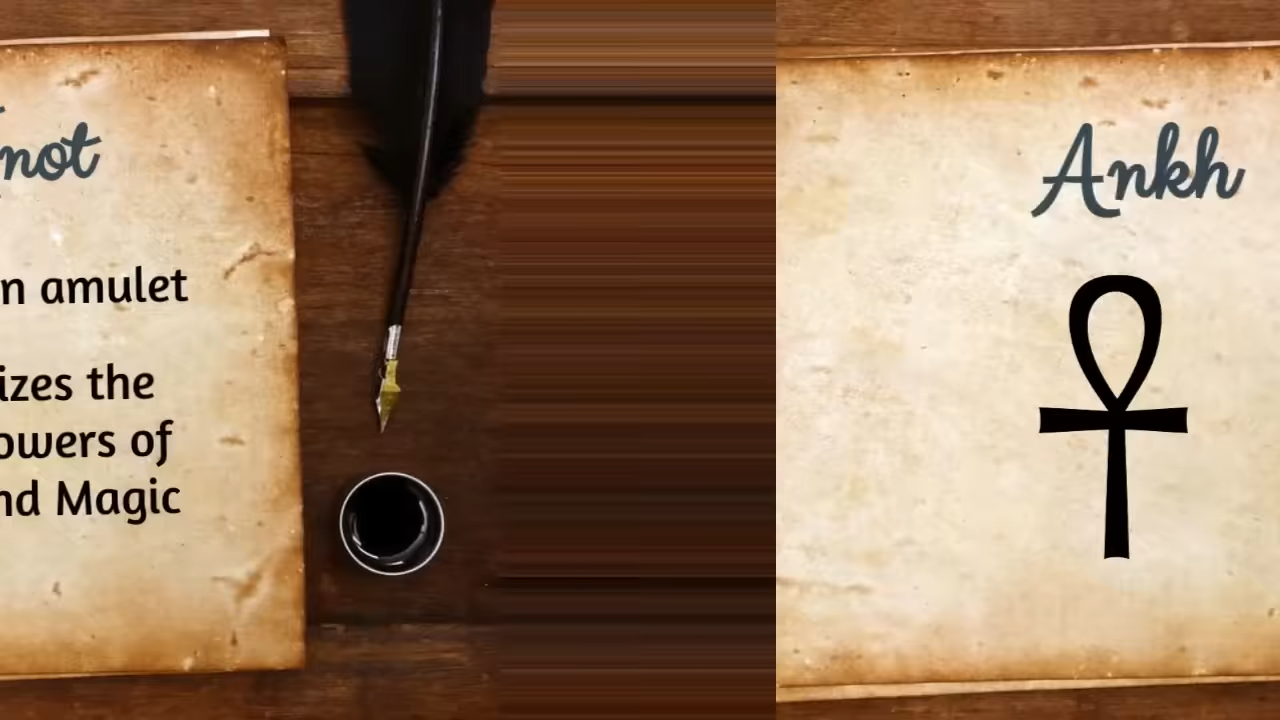 not
n amulet
izes the
owers of
nd Magic
Ankh